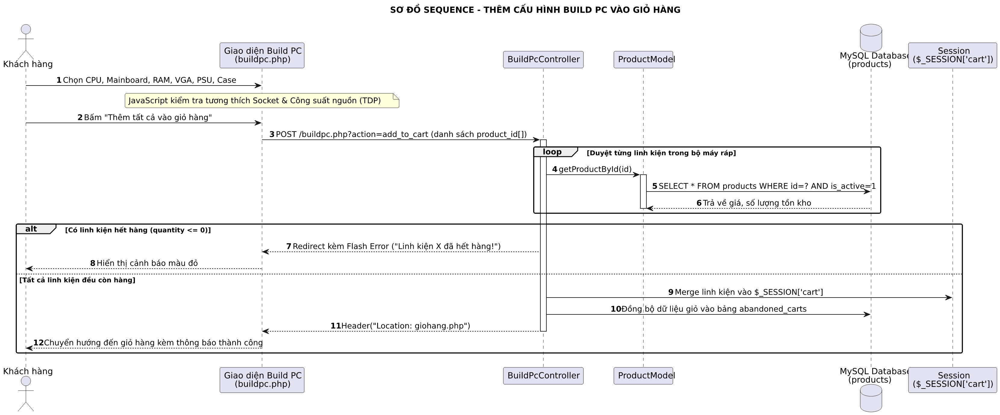 SƠ ĐỒ SEQUENCE - THÊM CẤU HÌNH BUILD PC VÀO GIỎ HÀNG
Khách hàng
Giao diện Build PC
(buildpc.php)
BuildPcController
ProductModel
MySQL Database
(products)
Session
($_SESSION['cart'])
1 Chọn CPU, Mainboard, RAM, VGA, PSU, Case
JavaScript kiểm tra tương thích Socket & Công suất nguồn (TDP)
2 Bấm "Thêm tất cả vào giỏ hàng"
3 POST /buildpc.php?action=add_to_cart (danh sách product_id[])
loop [Duyệt từng linh kiện trong bộ máy ráp]
4 getProductById(id)
5 SELECT * FROM products WHERE id=? AND is_active=1
6 Trả về giá, số lượng tồn kho
alt [Có linh kiện hết hàng (quantity <= 0)]
7 Redirect kèm Flash Error ("Linh kiện X đã hết hàng!")
8 Hiển thị cảnh báo màu đỏ
[Tất cả linh kiện đều còn hàng]
9 Merge linh kiện vào $_SESSION['cart']
10 Đồng bộ dữ liệu giỏ vào bảng abandoned_carts
11 Header("Location: giohang.php")
12 Chuyển hướng đến giỏ hàng kèm thông báo thành công
Khách hàng
Giao diện Build PC
(buildpc.php)
BuildPcController
ProductModel
MySQL Database
(products)
Session
($_SESSION['cart'])